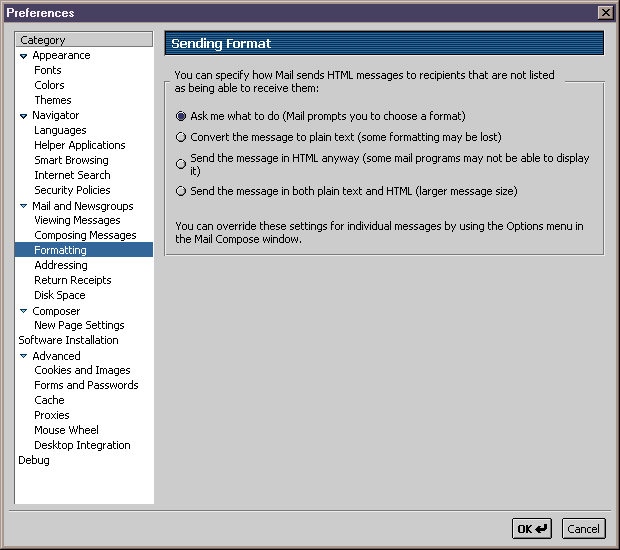 Preferences
Category
Appearance
Fonts
Colors
Themes
Navigator
Languages
Helper Applications
Smart Browsing
Internet Search
Security Policies
Mail and Newsgroups
Viewing Messages
Composing Messages
Formatting
Addressing
Return Receipts
Disk Space
Composer
New Page Settings
Software Installation
Advanced
Cookies and Images
Forms and Passwords
Cache
Proxies
Mouse Wheel
Desktop Integration
Debug
Sending Format
You can specify how Mail sends HTML messages to recipients that are not listed
as being able to receive them:
Ask me what to do (Mail prompts you to choose a format)
Convert the message to plain text (some formatting may be lost)
Send the message in HTML anyway (some mail programs may not be able to display
it)
Send the message in both plain text and HTML (larger message size)
You can override these settings for individual messages by using the Options menu in
the Mail Compose window.
OK
Cancel